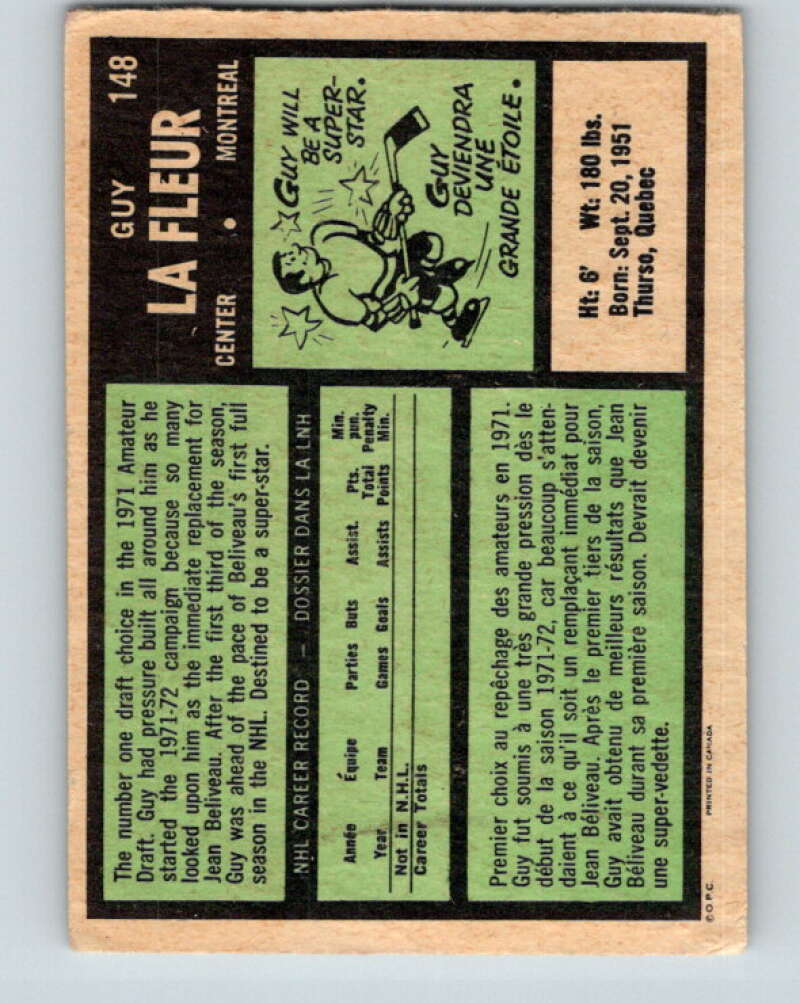 GUY 148
LA FLEUR
CENTER • MONTREAL
The number one draft choice in the 1971 Amateur
Draft. Guy had pressure built all around him as he
started the 1971-72 campaign because so many
looked upon him as the immediate replacement for
Jean Beliveau. After the first third of the season,
Guy was ahead of the pace of Beliveau's first full
season in the NHL. Destined to be a super-star.
GUY WILL
BE A
SUPER-
STAR.
GUY
DEVIENDRA
UNE
GRANDE ÉTOILE.
NHL CAREER RECORD — DOSSIER DANS LA LNH
Année Équipe Parties Buts Assist. Pts. Min. pun.
Year Team Games Goals Assists Total Points Penalty Min.
Not in N.H.L.
Career Totals
Ht: 6' Wt: 180 lbs.
Born: Sept. 20, 1951
Thurso, Quebec
Premier choix au repêchage des amateurs en 1971.
Guy fut soumis à une très grande pression dès le
début de la saison 1971-72, car beaucoup s'atten-
daient à ce qu'il soit un remplaçant immédiat pour
Jean Béliveau. Après le premier tiers de la saison,
Guy avait obtenu de meilleurs résultats que Jean
Béliveau durant sa première saison. Devrait devenir
une super-vedette.
© O.P.C. PRINTED IN CANADA